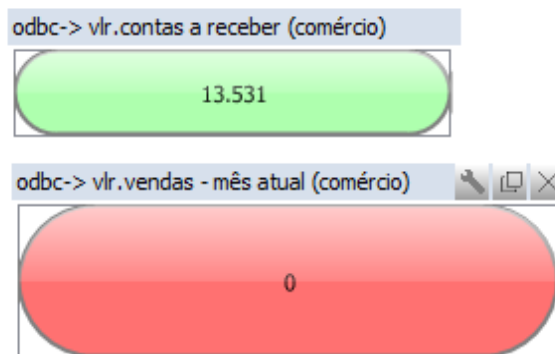 odbc-> vlr.contas a receber (comércio)
13.531
odbc-> vlr.vendas - mês atual (comércio)
0